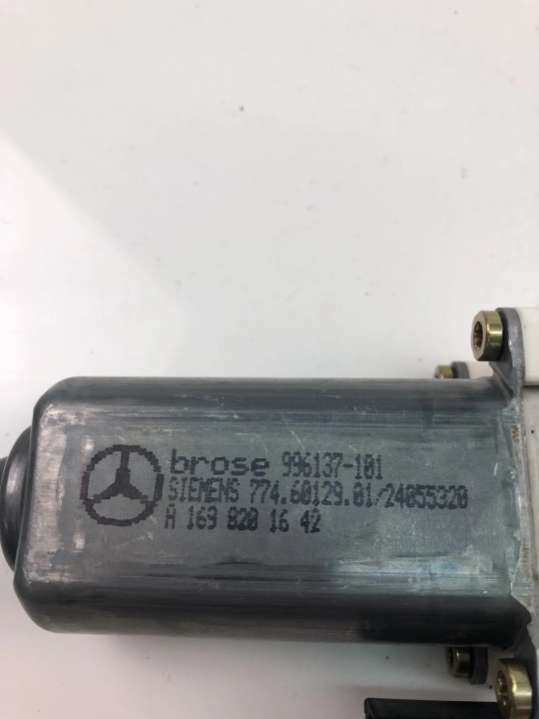 brose 996137-101
SIEMENS 774.60129.01/24055320
A 169 820 16 42